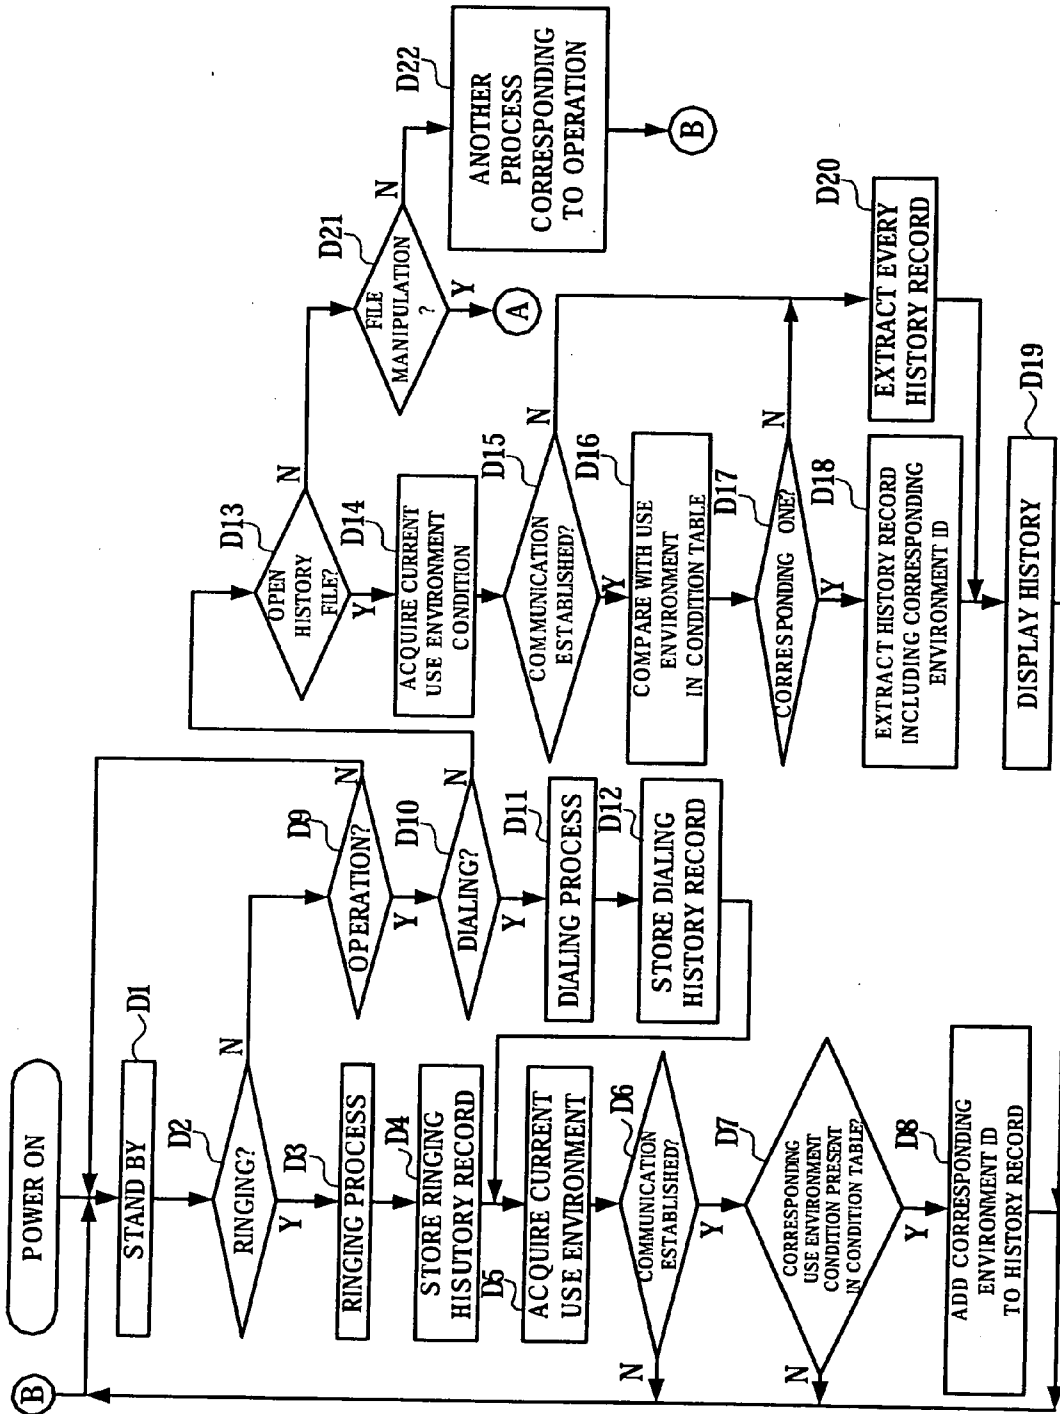 B
POWER ON
STAND BY
D1
RINGING?
D2
N
Y
RINGING PROCESS
D3
STORE RINGING
HISUTORY RECORD
D4
ACQUIRE CURRENT
USE ENVIRONMENT
D5
COMMUNICATION
ESTABLISHED?
D6
N
Y
CORRESPONDING
USE ENVIRONMENT
CONDITION PRESENT
IN CONDITION TABLE?
D7
N
Y
ADD CORRESPONDING
ENVIRONMENT ID
TO HISTORY RECORD
D8
OPERATION?
D9
N
Y
DIALING?
D10
N
Y
DIALING PROCESS
D11
STORE DIALING
HISTORY RECORD
D12
OPEN
HISTORY
FILE?
D13
N
Y
ACQUIRE CURRENT
USE ENVIRONMENT
CONDITION
D14
COMMUNICATION
ESTABLISHED?
D15
N
Y
COMPARE WITH USE
ENVIRONMENT
IN CONDITION TABLE
D16
CORRESPONDING ONE?
D17
N
Y
EXTRACT HISTORY RECORD
INCLUDING CORRESPONDING
ENVIRONMENT ID
D18
DISPLAY HISTORY
D19
EXTRACT EVERY
HISTORY RECORD
D20
FILE
MANIPULATION
?
D21
N
Y
A
ANOTHER
PROCESS
CORRESPONDING
TO OPERATION
D22
B